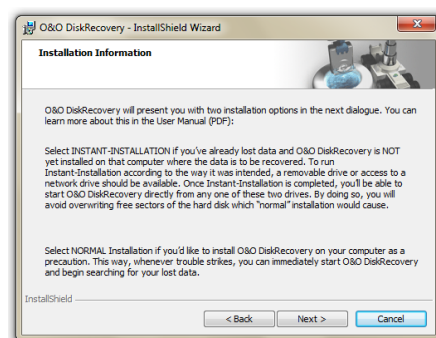 O&O DiskRecovery - InstallShield Wizard
Installation Information
O&O DiskRecovery will present you with two installation options in the next dialogue. You can
learn more about this in the User Manual (PDF):
Select INSTANT-INSTALLATION if you've already lost data and O&O DiskRecovery is NOT
yet installed on that computer where the data is to be recovered. To run
Instant-Installation according to the way it was intended, a removable drive or access to a
network drive should be available. Once Instant-Installation is completed, you'll be able to
start O&O DiskRecovery directly from any one of these two drives. By doing so, you will
avoid overwriting free sectors of the hard disk which "normal" installation would cause.
Select NORMAL Installation if you'd like to install O&O DiskRecovery on your computer as a
precaution. This way, whenever trouble strikes, you can immediately start O&O DiskRecovery
and begin searching for your lost data.
InstallShield
< Back Next > Cancel